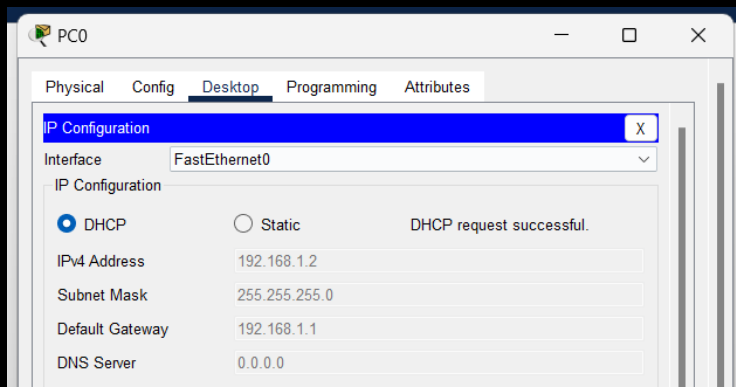 PC0
Physical Config Desktop Programming Attributes
IP Configuration X
Interface FastEthernet0
IP Configuration
DHCP Static DHCP request successful.
IPv4 Address 192.168.1.2
Subnet Mask 255.255.255.0
Default Gateway 192.168.1.1
DNS Server 0.0.0.0